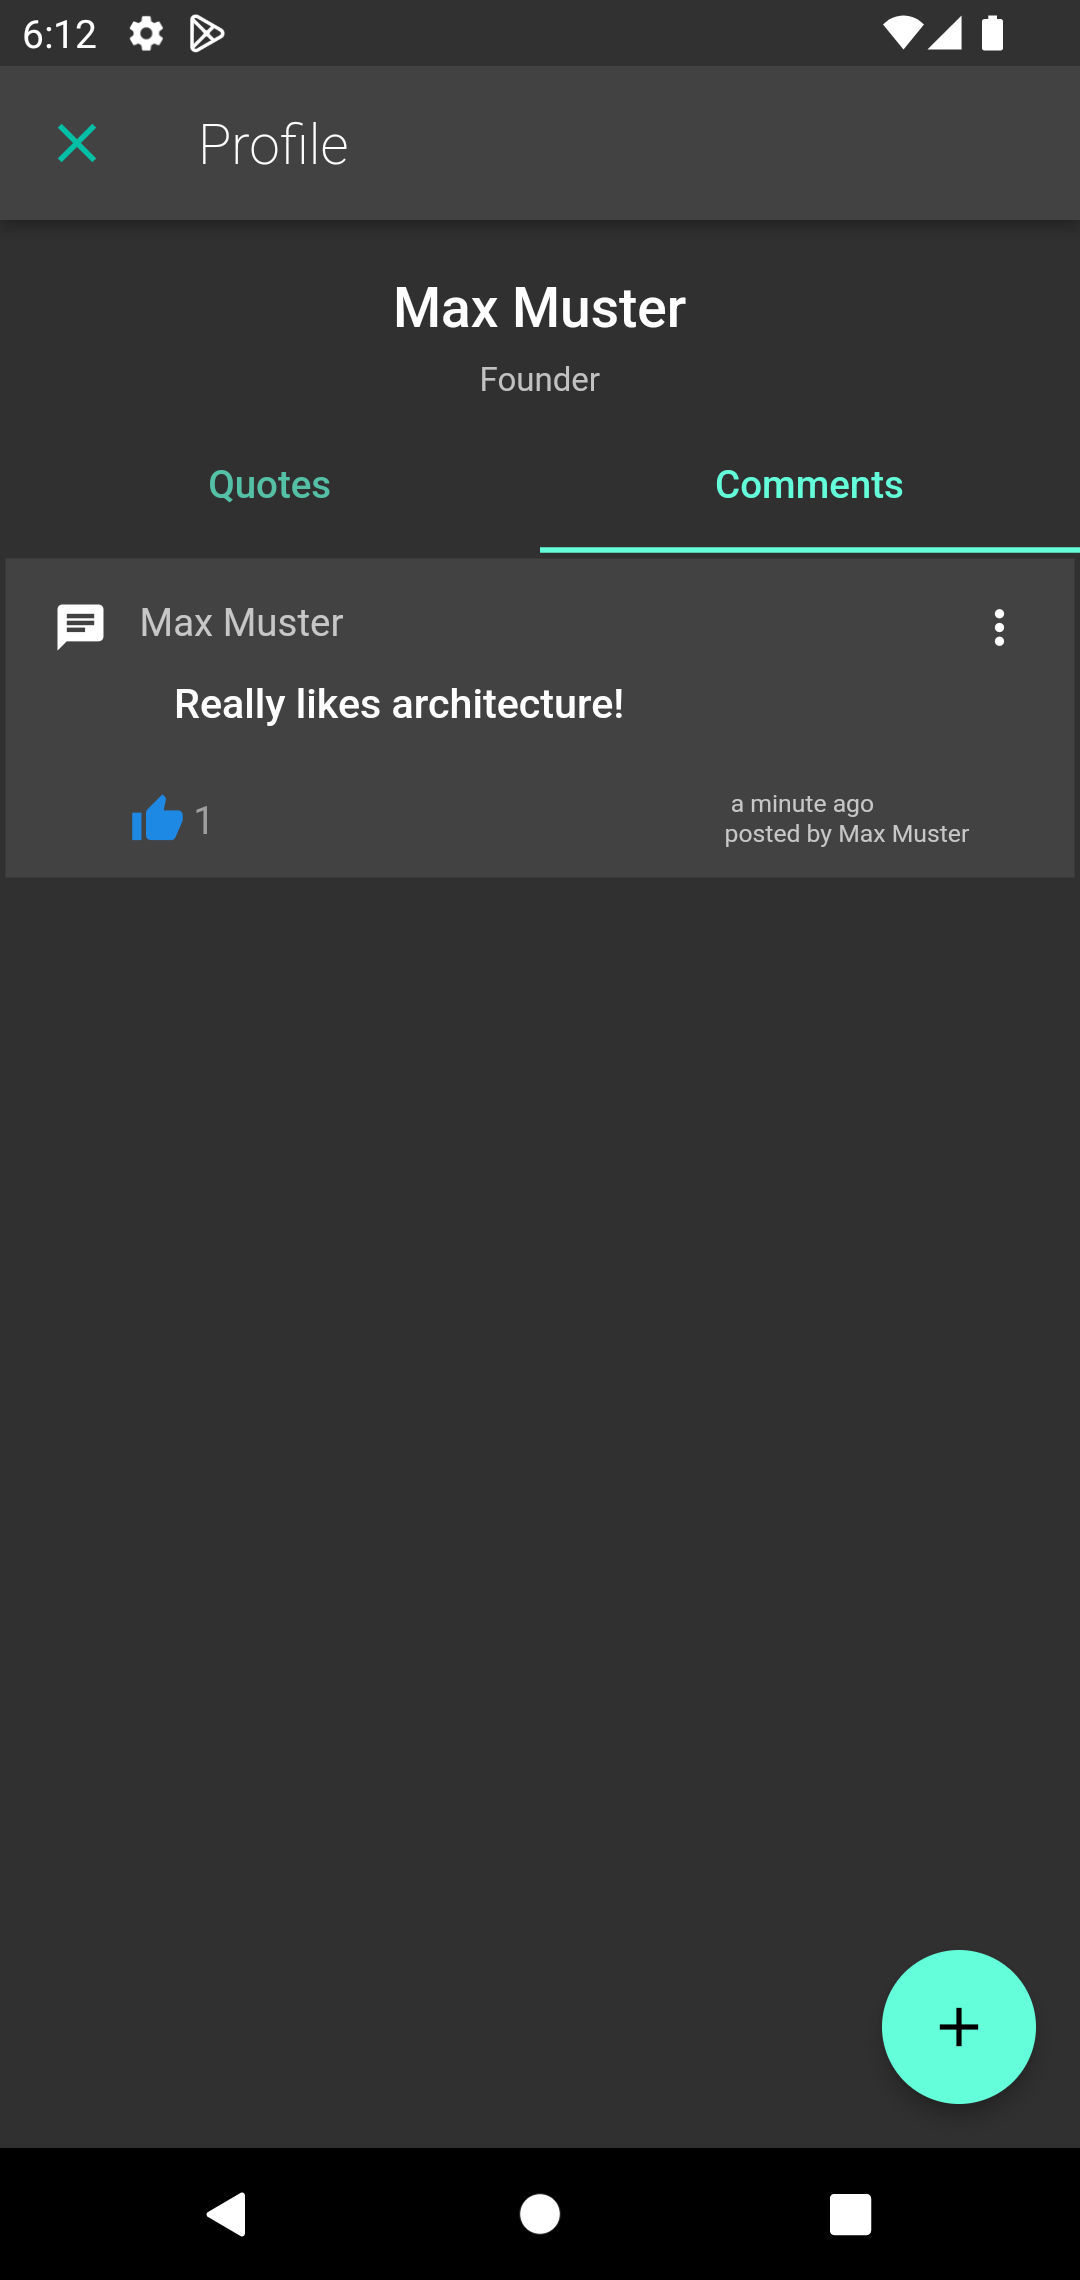 6:12
Profile
Max Muster
Founder
Quotes
Comments
Max Muster
Really likes architecture!
1
a minute ago
posted by Max Muster